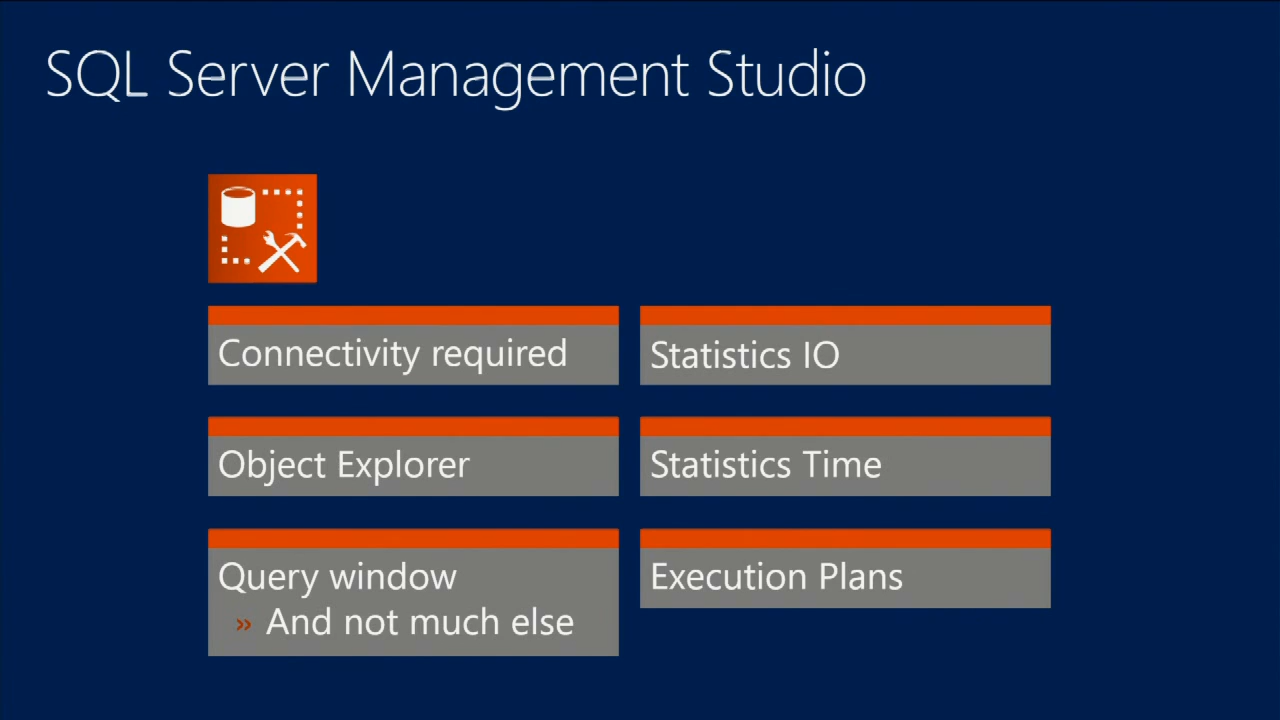 SQL Server Management Studio
Connectivity required
Object Explorer
Query window
» And not much else
Statistics IO
Statistics Time
Execution Plans